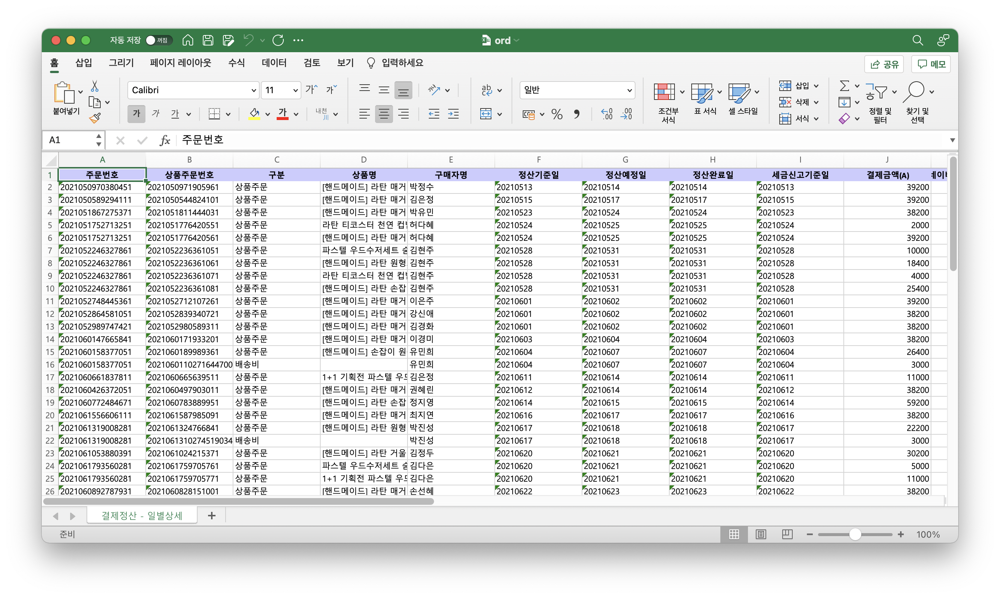 자동 저장 꺼짐 ord
홈 삽입 그리기 페이지 레이아웃 수식 데이터 검토 보기 입력하세요 공유 메모
붙여넣기 Calibri 11 가 가 일반 조건부 서식 표 서식 셀 스타일 삽입 삭제 서식 정렬 및 필터 찾기 및 선택
가 가 가 가 내천 川 % .00
A1 fx 주문번호
A B C D E F G H I J
1 주문번호 상품주문번호 구분 상품명 구매자명 정산기준일 정산예정일 정산완료일 세금신고기준일 결제금액(A)
2 2021050970380451 2021050971905961 상품주문 [핸드메이드] 라탄 매거 박정수 20210513 20210514 20210514 20210513 39200
3 2021050589294111 2021050544824101 상품주문 [핸드메이드] 라탄 매거 김은정 20210515 20210517 20210517 20210515 39200
4 2021051867275371 2021051811444031 상품주문 [핸드메이드] 라탄 매거 박유민 20210523 20210524 20210524 20210523 38200
5 2021051752713251 2021051776420551 상품주문 라탄 티코스터 천연 허다혜 20210524 20210525 20210525 20210524 2000
6 2021051752713251 2021051776420561 상품주문 [핸드메이드] 라탄 매거 허다혜 20210524 20210525 20210525 20210524 39200
7 2021052246327861 2021052236361051 상품주문 파스텔 우드수저세트 김현주 20210528 20210531 20210531 20210528 10000
8 2021052246327861 2021052236361061 상품주문 [핸드메이드] 라탄 원형 김현주 20210528 20210531 20210531 20210528 18400
9 2021052246327861 2021052236361071 상품주문 라탄 티코스터 천연 김현주 20210528 20210531 20210531 20210528 4000
10 2021052246327861 2021052236361081 상품주문 [핸드메이드] 라탄 손잡 김현주 20210528 20210531 20210531 20210528 25400
11 2021052748445361 2021052712107261 상품주문 [핸드메이드] 라탄 매거 이은주 20210601 20210602 20210602 20210601 39200
12 2021052864581051 2021052839340721 상품주문 [핸드메이드] 라탄 매거 강신애 20210601 20210602 20210602 20210601 38200
13 2021052989747421 2021052980589311 상품주문 [핸드메이드] 라탄 매거 김경화 20210601 20210602 20210602 20210601 38200
14 2021060147665841 2021060171933201 상품주문 [핸드메이드] 라탄 매거 이경미 20210603 20210604 20210604 20210603 38200
15 2021060158377051 2021060189989361 상품주문 [핸드메이드] 손잡이 원 유민희 20210604 20210607 20210607 20210604 26400
16 2021060158377051 2021060110271644700 배송비 유민희 20210604 20210607 20210607 20210604 3000
17 2021060661837811 2021060665639511 상품주문 1+1 기획전 파스텔 김은정 20210611 20210614 20210614 20210611 11000
18 2021060426372051 2021060497903011 상품주문 [핸드메이드] 라탄 매거 권혜린 20210612 20210614 20210614 20210612 38200
19 2021060772484671 2021060783889951 상품주문 [핸드메이드] 라탄 손잡 정지영 20210614 20210615 20210615 20210614 59200
20 2021061556606111 2021061587985091 상품주문 [핸드메이드] 라탄 매거 최지연 20210616 20210617 20210617 20210616 38200
21 2021061319008281 2021061324766841 상품주문 [핸드메이드] 라탄 원형 박진성 20210617 20210618 20210618 20210617 22200
22 2021061319008281 2021061310274519034 배송비 박진성 20210617 20210618 20210618 20210617 3000
23 2021061053880391 2021061024215371 상품주문 [핸드메이드] 라탄 거울 김정두 20210620 20210621 20210621 20210620 30200
24 2021061793560281 2021061759705761 상품주문 파스텔 우드수저세트 김다은 20210620 20210621 20210621 20210620 5000
25 2021061793560281 2021061759705771 상품주문 1+1 기획전 파스텔 김다은 20210620 20210621 20210621 20210620 11000
26 2021060892787931 2021060828151001 상품주문 [핸드메이드] 라탄 매거 손선혜 20210622 20210623 20210623 20210622 38200
결제정산 - 일별상세
준비 100%